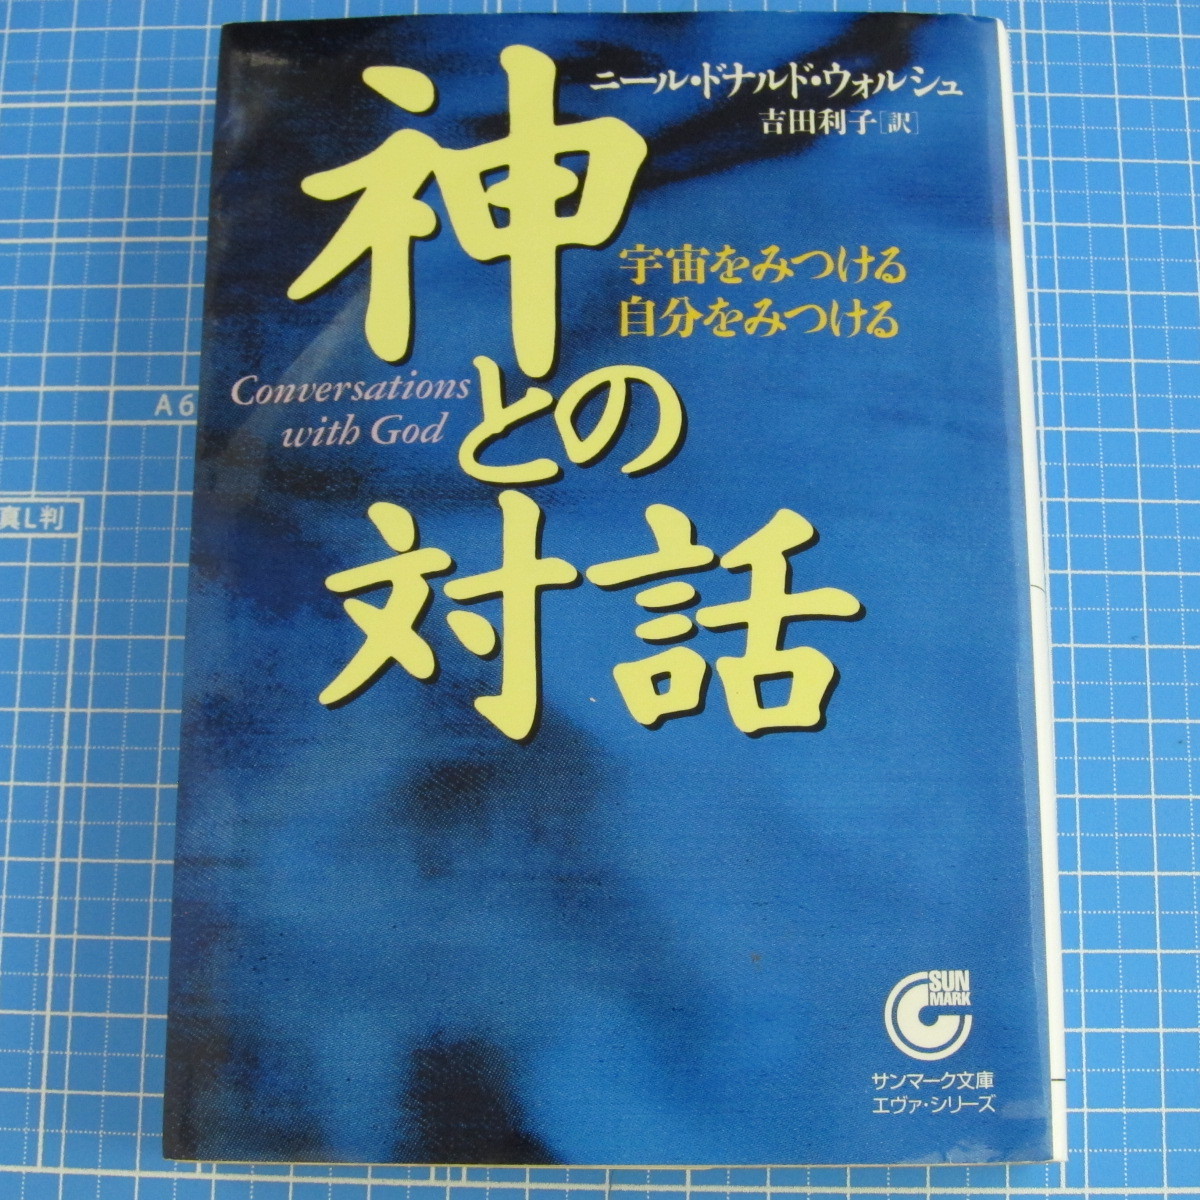 ニール・ドナルド・ウォルシュ
吉田利子[訳]
神
との
対話
宇宙をみつける
自分をみつける
Conversations
with God
A6
真L判
SUN
MARK
サンマーク文庫
エヴァ・シリーズ